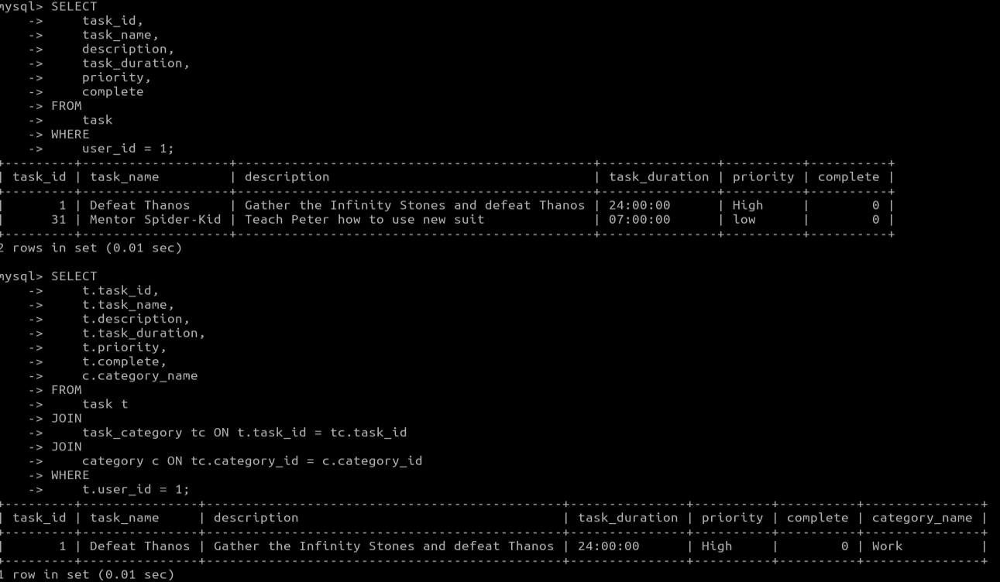 mysql> SELECT
    ->     task_id,
    ->     task_name,
    ->     description,
    ->     task_duration,
    ->     priority,
    ->     complete
    -> FROM
    ->     task
    -> WHERE
    ->     user_id = 1;
+---------+-------------------+----------------------------------------------+---------------+----------+----------+
| task_id | task_name         | description                                  | task_duration | priority | complete |
+---------+-------------------+----------------------------------------------+---------------+----------+----------+
|       1 | Defeat Thanos     | Gather the Infinity Stones and defeat Thanos | 24:00:00      | High     |        0 |
|      31 | Mentor Spider-Kid | Teach Peter how to use new suit              | 07:00:00      | low      |        0 |
+---------+-------------------+----------------------------------------------+---------------+----------+----------+
2 rows in set (0.01 sec)

mysql> SELECT
    ->     t.task_id,
    ->     t.task_name,
    ->     t.description,
    ->     t.task_duration,
    ->     t.priority,
    ->     t.complete,
    ->     c.category_name
    -> FROM
    ->     task t
    -> JOIN
    ->     task_category tc ON t.task_id = tc.task_id
    -> JOIN
    ->     category c ON tc.category_id = c.category_id
    -> WHERE
    ->     t.user_id = 1;
+---------+---------------+----------------------------------------------+---------------+----------+----------+---------------+
| task_id | task_name     | description                                  | task_duration | priority | complete | category_name |
+---------+---------------+----------------------------------------------+---------------+----------+----------+---------------+
|       1 | Defeat Thanos | Gather the Infinity Stones and defeat Thanos | 24:00:00      | High     |        0 | Work          |
+---------+---------------+----------------------------------------------+---------------+----------+----------+---------------+
1 row in set (0.01 sec)